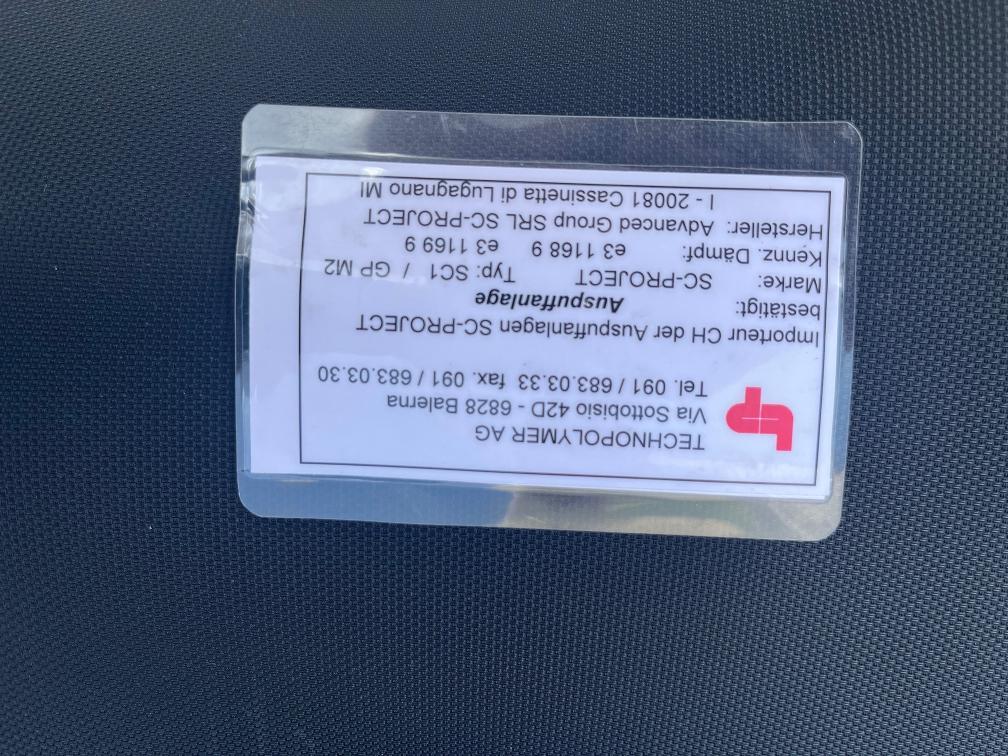 TECHNOPOLYMER AG
Via Sottobisio 42D - 6828 Balerna
Tel. 091 / 683.03.33 fax. 091 / 683.03.30
Importeur CH der Auspuffanlagen SC-PROJECT
bestätigt: Auspuffanlage
Marke: SC-PROJECT Typ: SC1 / GP M2
Kennz. Dämpf: e3 1168 9 e3 1169 9
Hersteller: Advanced Group SRL SC-PROJECT
I - 20081 Cassinetta di Lugagnano MI